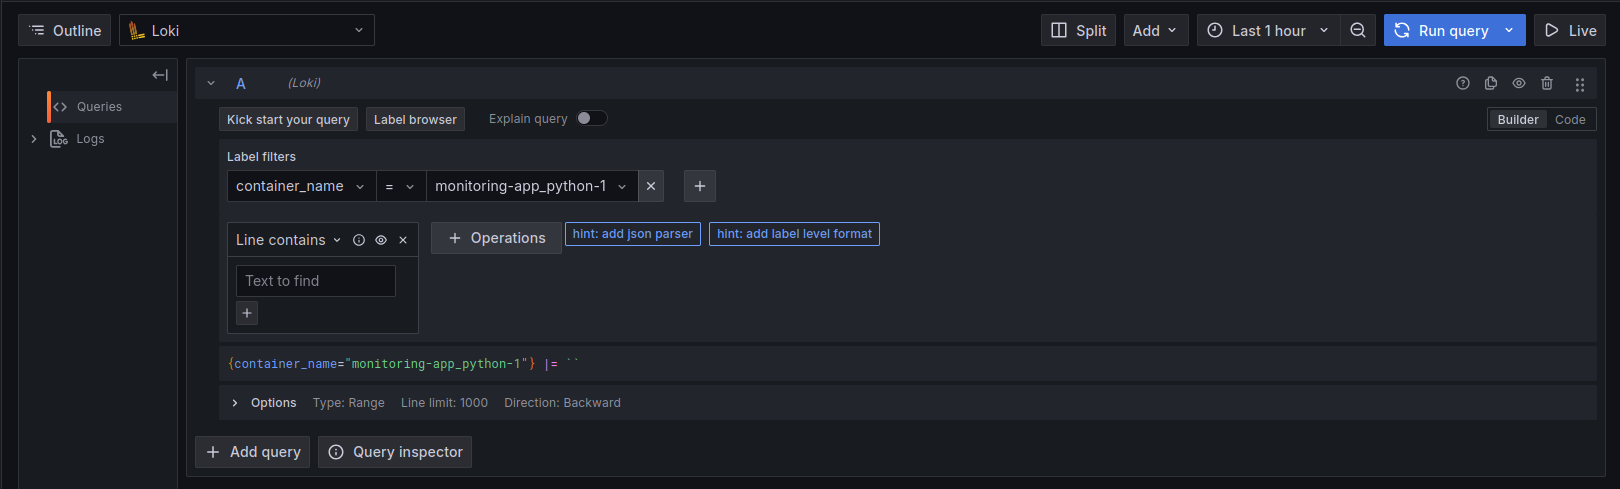 Outline
Loki
Split
Add
Last 1 hour
Run query
Live
Queries
LOG Logs
A (Loki)
Kick start your query
Label browser
Explain query
Builder
Code
Label filters
container_name = monitoring-app_python-1
Line contains
Operations
hint: add json parser
hint: add label level format
Text to find
{container_name="monitoring-app_python-1"} |= ``
Options Type: Range Line limit: 1000 Direction: Backward
Add query
Query inspector